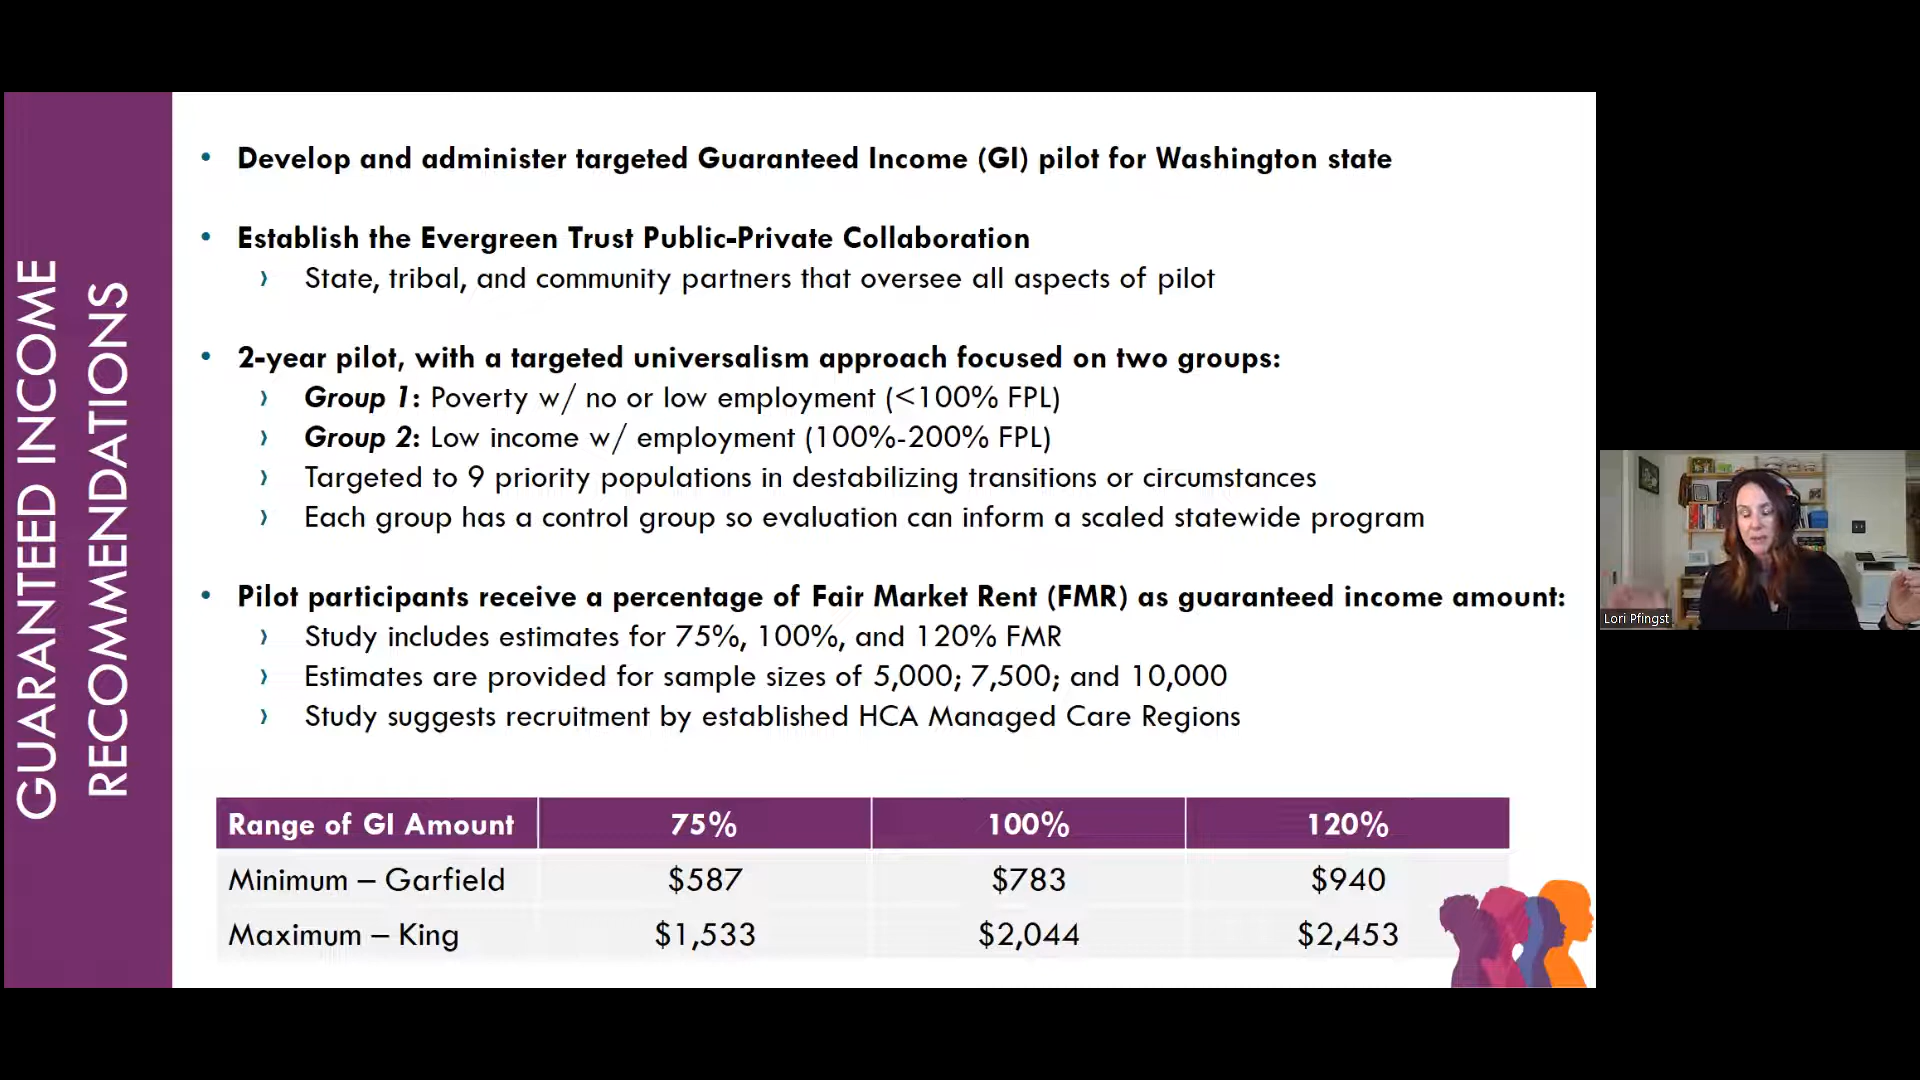 GUARANTEED INCOME
RECOMMENDATIONS
• Develop and administer targeted Guaranteed Income (GI) pilot for Washington state
• Establish the Evergreen Trust Public-Private Collaboration
› State, tribal, and community partners that oversee all aspects of pilot
• 2-year pilot, with a targeted universalism approach focused on two groups:
› Group 1: Poverty w/ no or low employment (<100% FPL)
› Group 2: Low income w/ employment (100%-200% FPL)
› Targeted to 9 priority populations in destabilizing transitions or circumstances
› Each group has a control group so evaluation can inform a scaled statewide program
• Pilot participants receive a percentage of Fair Market Rent (FMR) as guaranteed income amount:
› Study includes estimates for 75%, 100%, and 120% FMR
› Estimates are provided for sample sizes of 5,000; 7,500; and 10,000
› Study suggests recruitment by established HCA Managed Care Regions
Range of GI Amount 75% 100% 120%
Minimum – Garfield $587 $783 $940
Maximum – King $1,533 $2,044 $2,453
Lori Pfingst